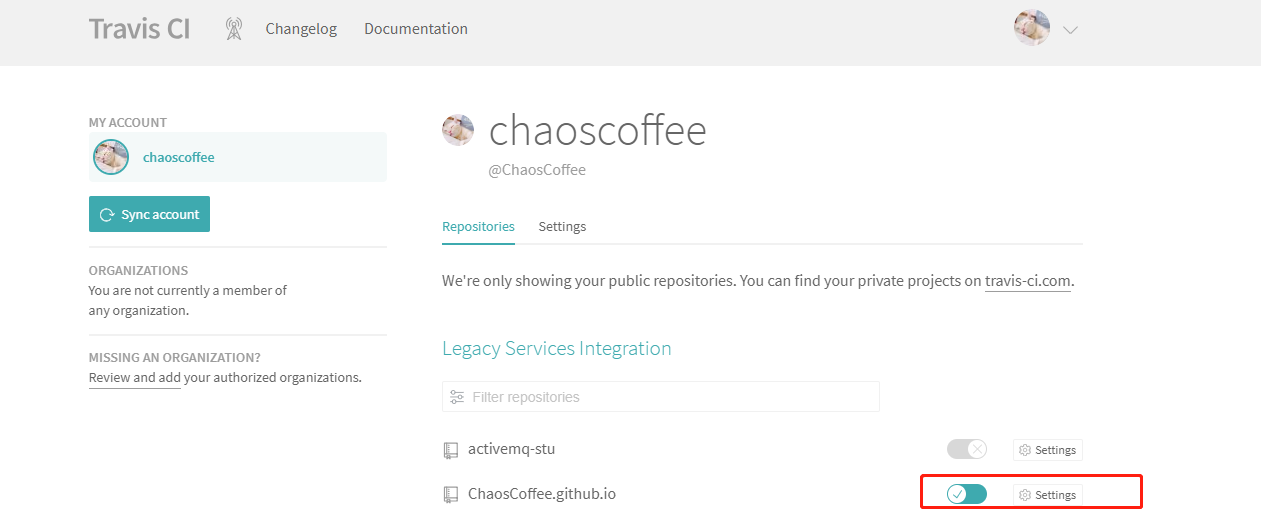 Travis CI
Changelog
Documentation
MY ACCOUNT
chaoscoffee
Sync account
ORGANIZATIONS
You are not currently a member of
any organization.
MISSING AN ORGANIZATION?
Review and add your authorized organizations.
chaoscoffee
@ChaosCoffee
Repositories
Settings
We're only showing your public repositories. You can find your private projects on travis-ci.com.
Legacy Services Integration
Filter repositories
activemq-stu
Settings
ChaosCoffee.github.io
Settings